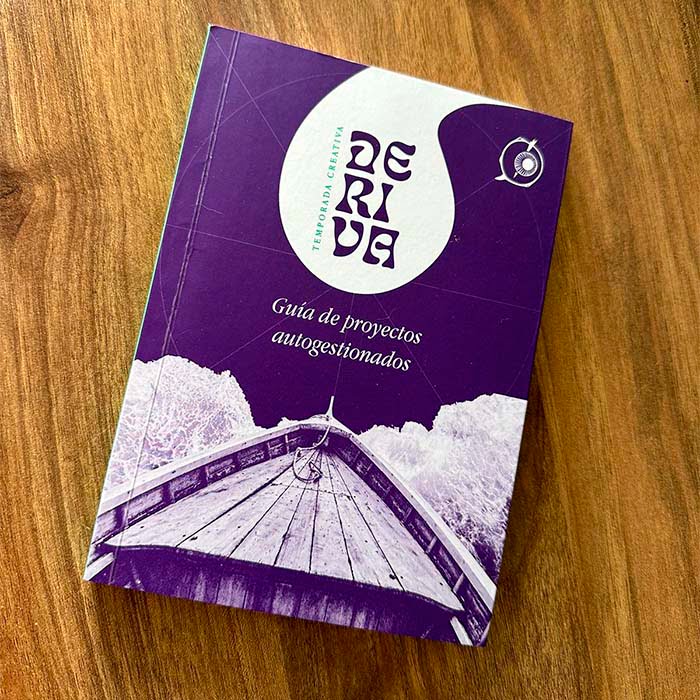 TEMPORADA CREATIVA
DE
RI
VA
Guía de proyectos
autogestionados